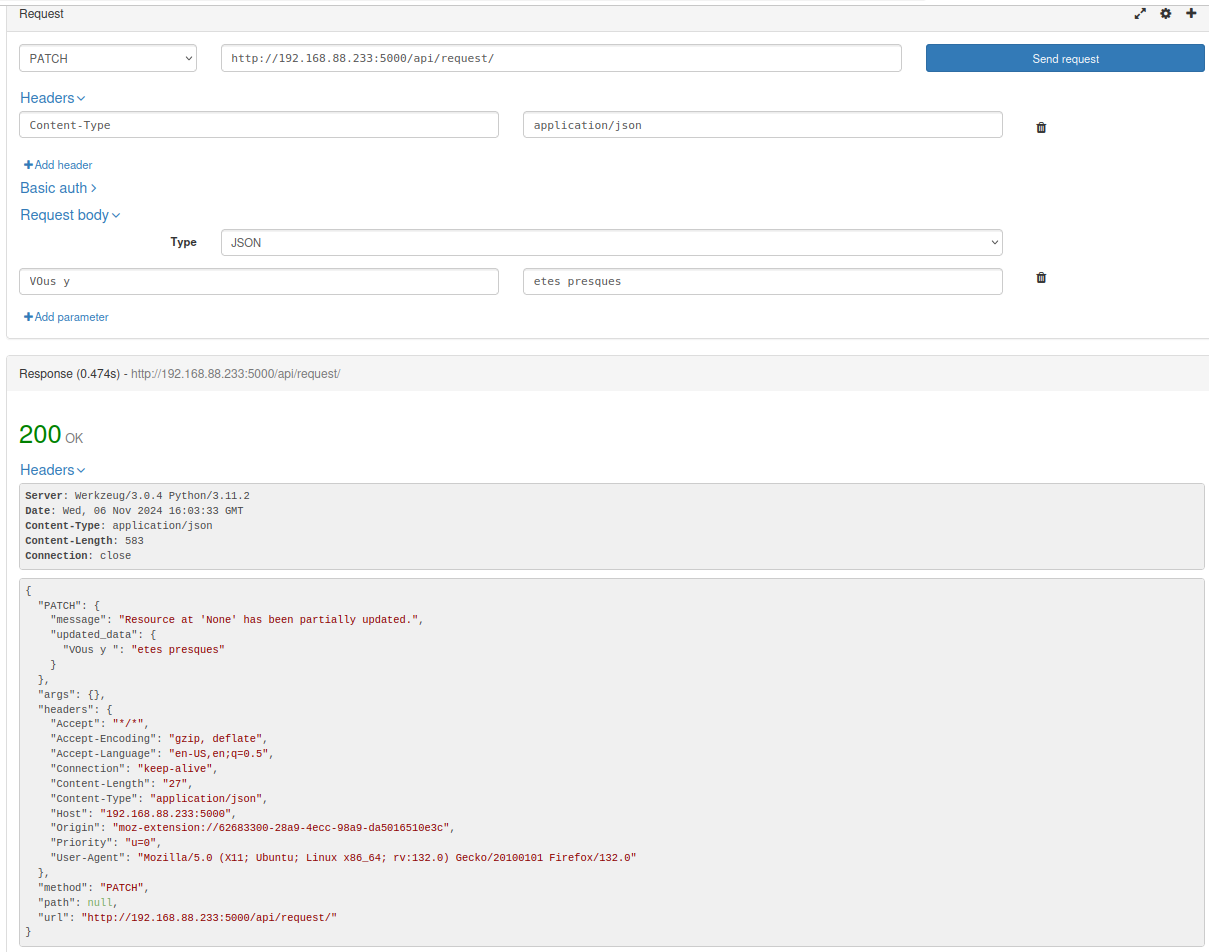 Request
PATCH http://192.168.88.233:5000/api/request/ Send request
Headers
Content-Type application/json
Add header
Basic auth
Request body
Type JSON
VOus y etes presques
Add parameter
Response (0.474s) - http://192.168.88.233:5000/api/request/
200 OK
Headers
Server: Werkzeug/3.0.4 Python/3.11.2
Date: Wed, 06 Nov 2024 16:03:33 GMT
Content-Type: application/json
Content-Length: 583
Connection: close
{
  "PATCH": {
    "message": "Resource at 'None' has been partially updated.",
    "updated_data": {
      "VOus y ": "etes presques"
    }
  },
  "args": {},
  "headers": {
    "Accept": "*/*",
    "Accept-Encoding": "gzip, deflate",
    "Accept-Language": "en-US,en;q=0.5",
    "Connection": "keep-alive",
    "Content-Length": "27",
    "Content-Type": "application/json",
    "Host": "192.168.88.233:5000",
    "Origin": "moz-extension://62683300-28a9-4ecc-98a9-da5016510e3c",
    "Priority": "u=0",
    "User-Agent": "Mozilla/5.0 (X11; Ubuntu; Linux x86_64; rv:132.0) Gecko/20100101 Firefox/132.0"
  },
  "method": "PATCH",
  "path": null,
  "url": "http://192.168.88.233:5000/api/request/"
}